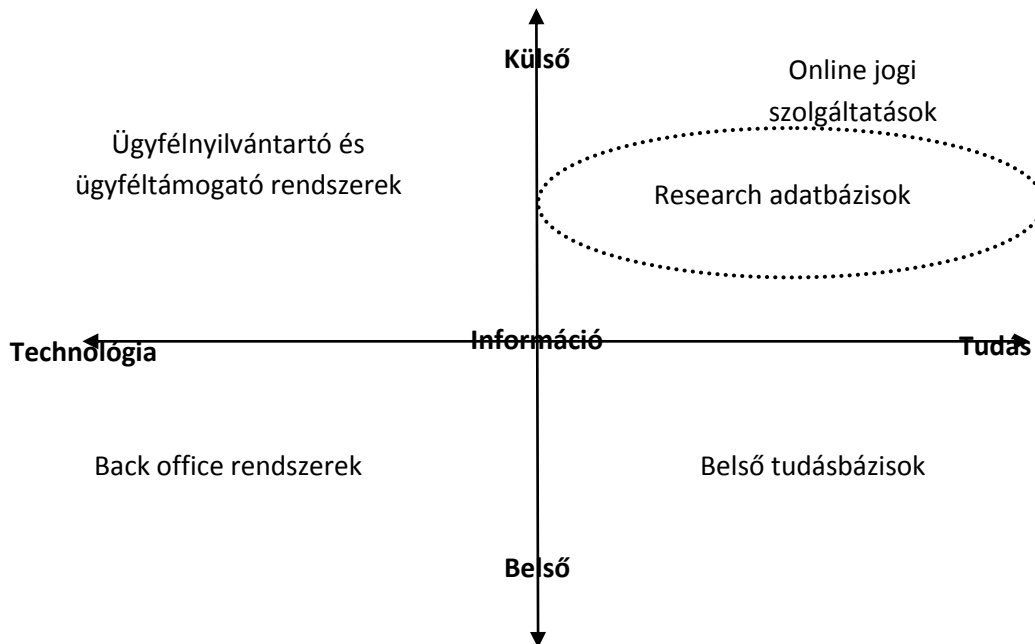 Külső
Online jogi
szolgáltatások
Ügyfélnyilvántartó és
ügyféltámogató rendszerek
Research adatbázisok
Technológia
Információ
Tudás
Back office rendszerek
Belső tudásbázisok
Belső